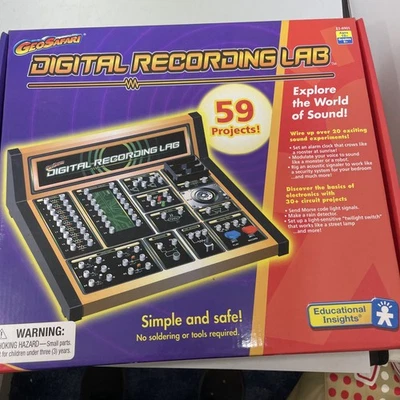 GEOSAFARI
DIGITAL RECORDING LAB
59
Projects!
Explore the
World of
Sound!
Wire up over 20 exciting
sound experiments!
• Set an alarm clock that crows like
a rooster at sunrise!
• Modulate your voice to sound
like a monster or a robot.
• Rig an acoustic signaler to work like
a security system for your bedroom
...and much more!
Discover the basics of
electronics with
30+ circuit projects
• Send Morse code light signals.
• Make a rain detector.
• Set up a light-sensitive "twilight switch"
that works like a street lamp
...and more!
DIGITAL RECORDING LAB
Simple and safe!
No soldering or tools required.
Educational
Insights®
WARNING:
HOKING HAZARD—Small parts.
t for children under three (3) years.